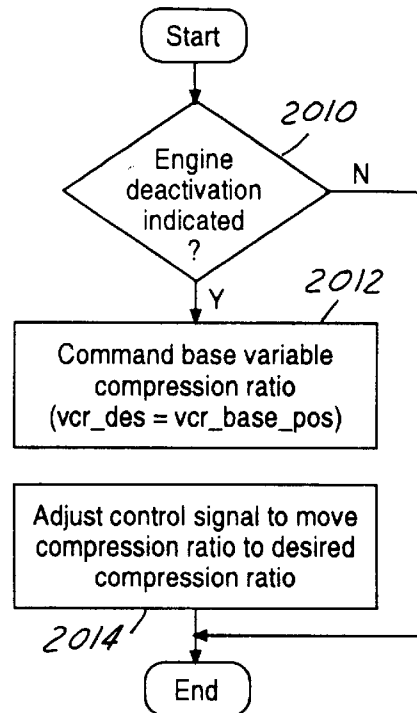 Start
2010
Engine
deactivation
indicated
?
N
Y
2012
Command base variable
compression ratio
(vcr_des = vcr_base_pos)
Adjust control signal to move
compression ratio to desired
compression ratio
2014
End